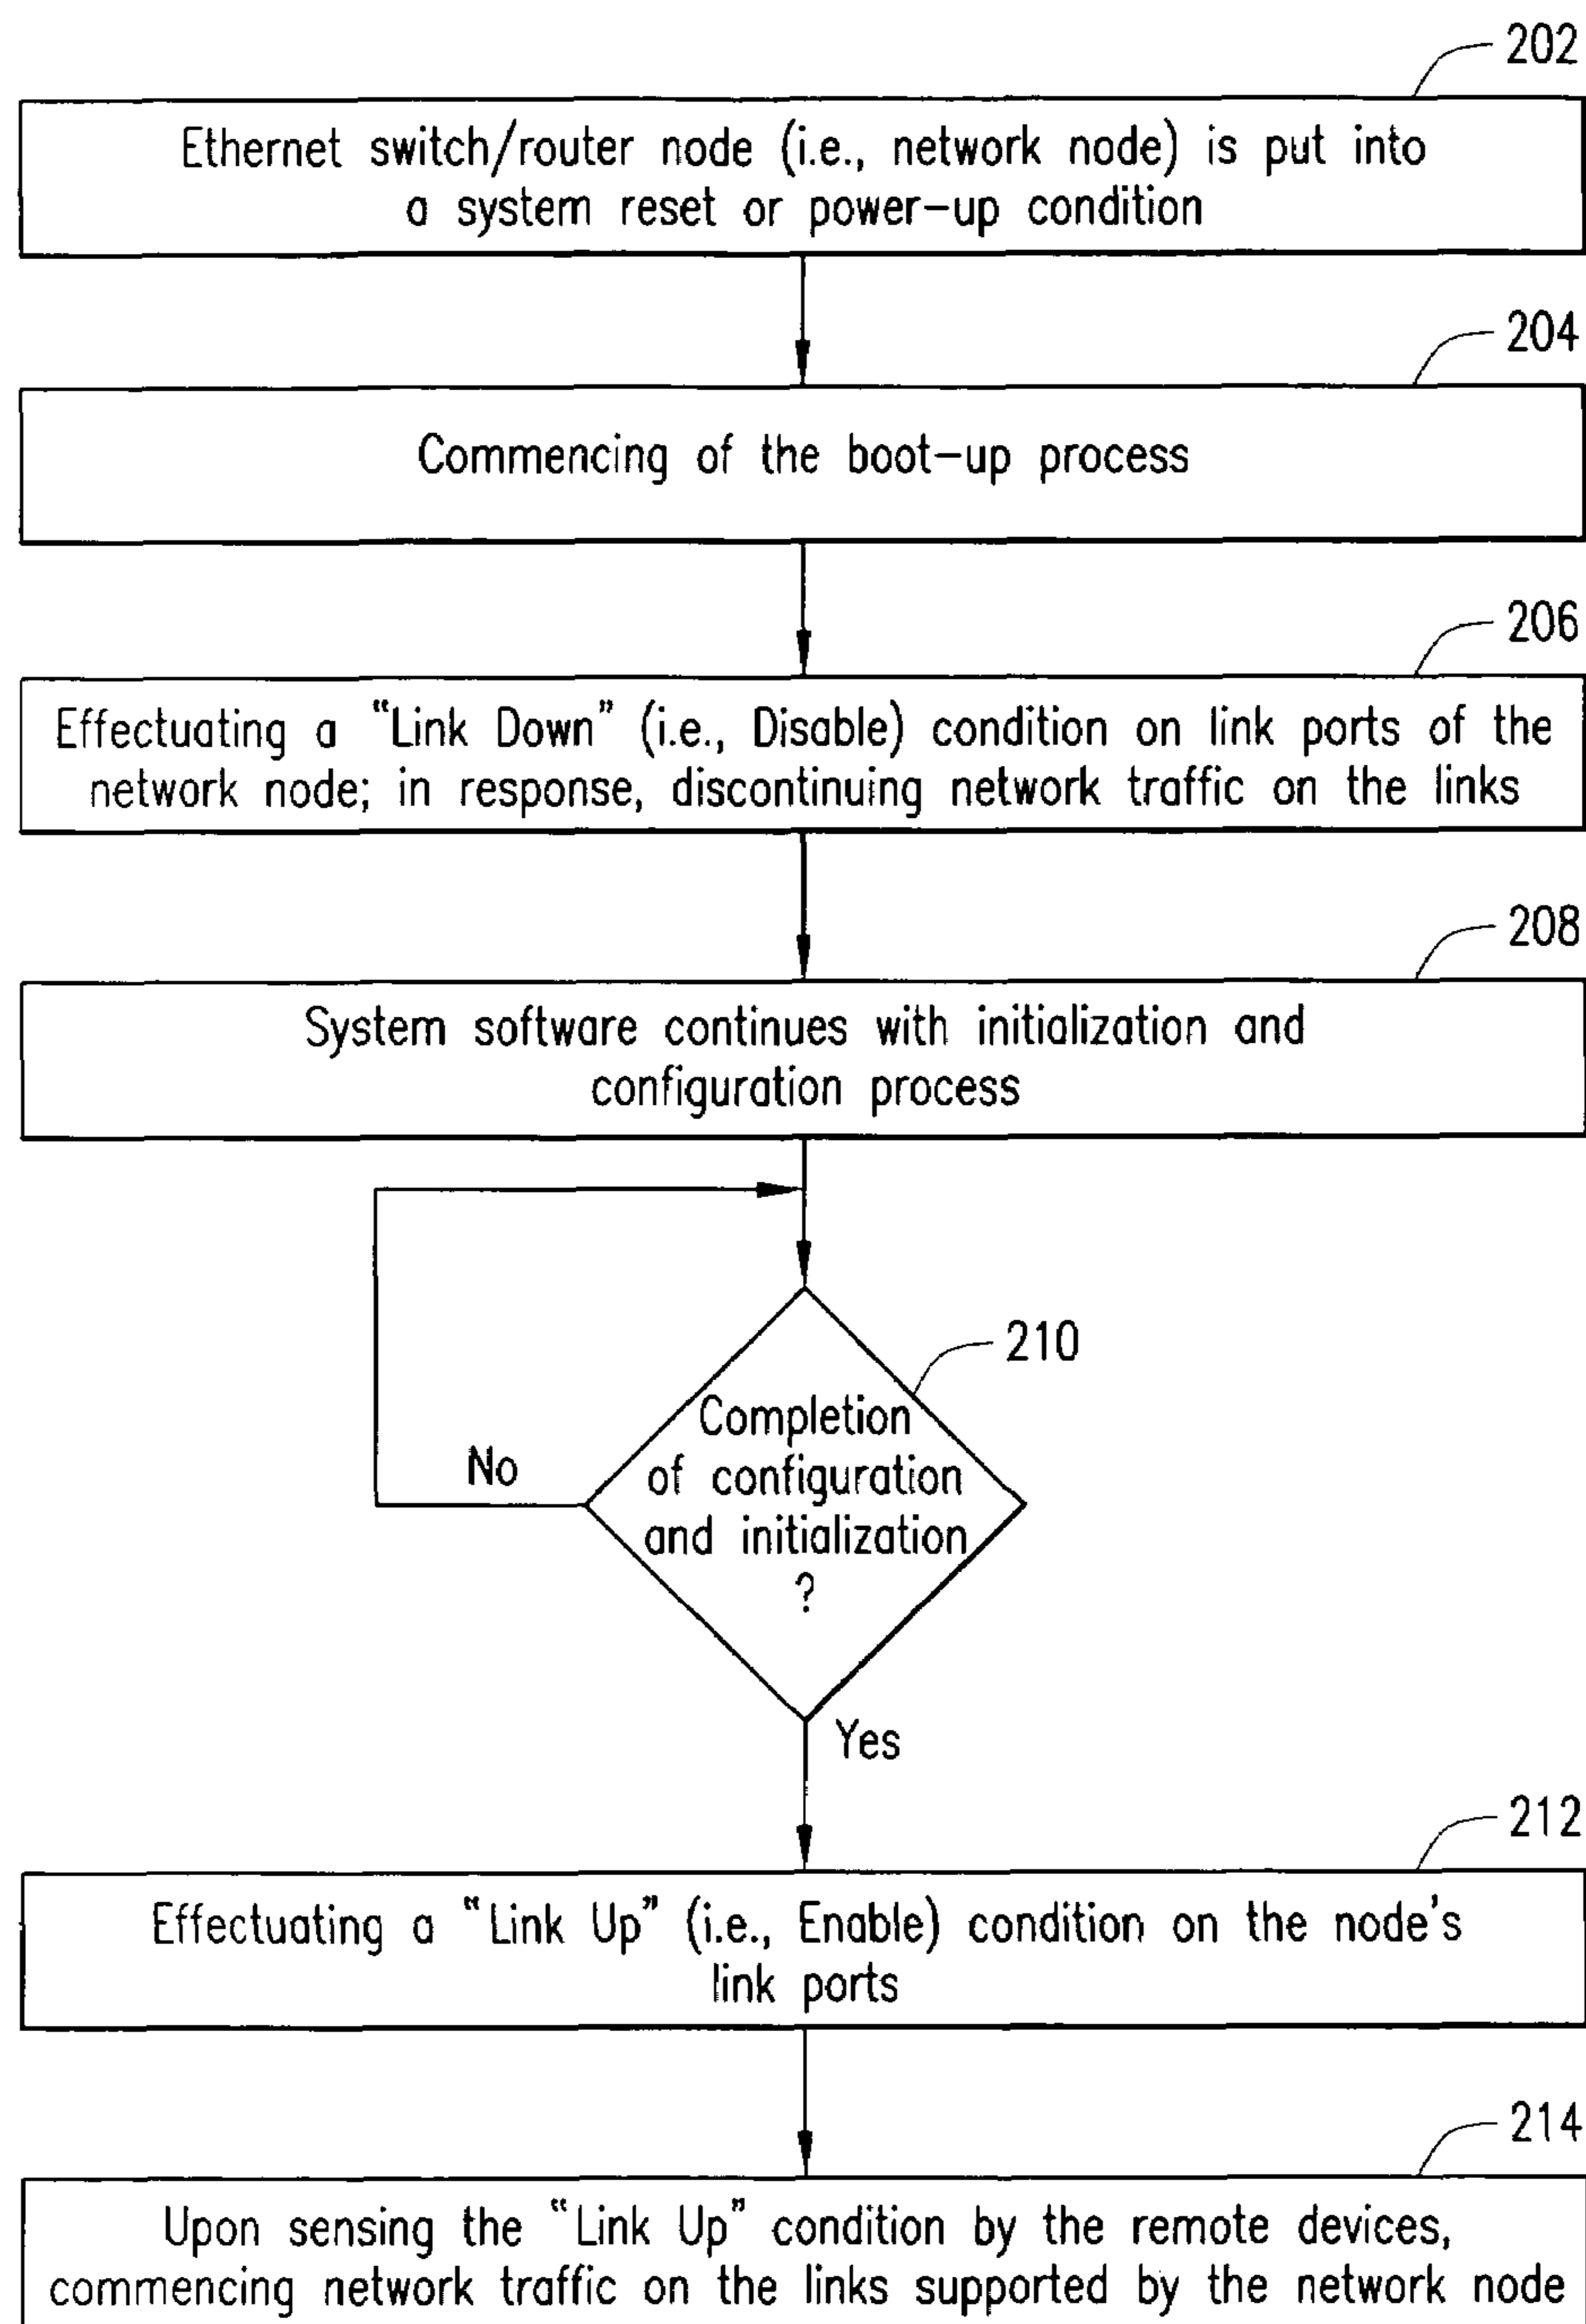 202
Ethernet switch/router node (i.e., network node) is put into
a system reset or power-up condition
204
Commencing of the boot-up process
206
Effectuating a “Link Down” (i.e., Disable) condition on link ports of the
network node; in response, discontinuing network traffic on the links
208
System software continues with initialization and
configuration process
210
Completion
of configuration
and initialization
?
No
Yes
212
Effectuating a “Link Up” (i.e., Enable) condition on the node's
link ports
214
Upon sensing the “Link Up” condition by the remote devices,
commencing network traffic on the links supported by the network node